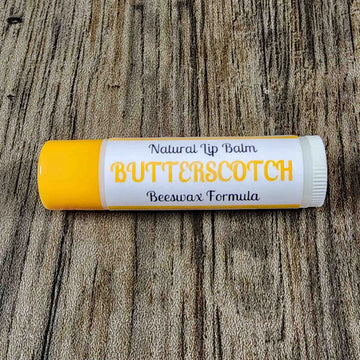 Natural Lip Balm
BUTTERSCOTCH
Beeswax Formula